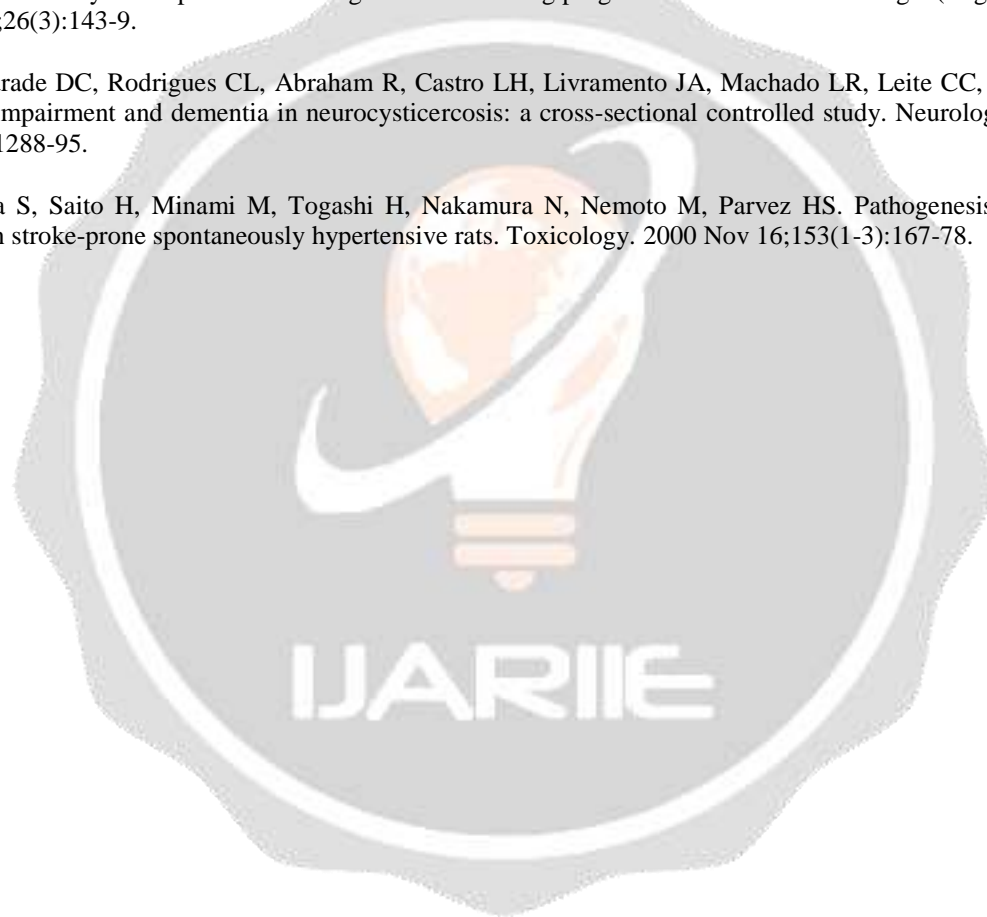 ;26(3):143-9.
rade DC, Rodrigues CL, Abraham R, Castro LH, Livramento JA, Machado LR, Leite CC,
mpairment and dementia in neurocysticercosis: a cross-sectional controlled study. Neurolog
1288-95.
a S, Saito H, Minami M, Togashi H, Nakamura N, Nemoto M, Parvez HS. Pathogenesis
n stroke-prone spontaneously hypertensive rats. Toxicology. 2000 Nov 16;153(1-3):167-78.
IJARIIE